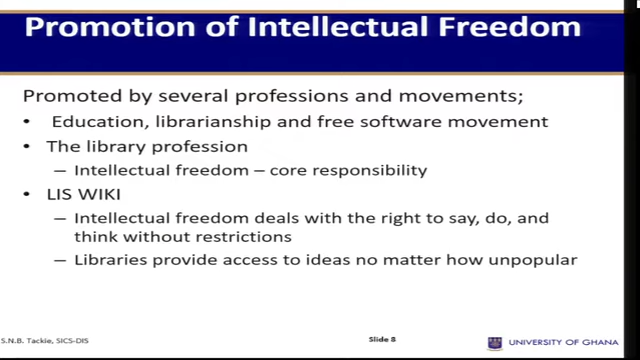 Promotion of Intellectual Freedom
Promoted by several professions and movements;
• Education, librarianship and free software movement
• The library profession
– Intellectual freedom – core responsibility
• LIS WIKI
– Intellectual freedom deals with the right to say, do, and
think without restrictions
– Libraries provide access to ideas no matter how unpopular
S.N.B. Tackie, SICS-DIS
Slide 8
UNIVERSITY OF GHANA